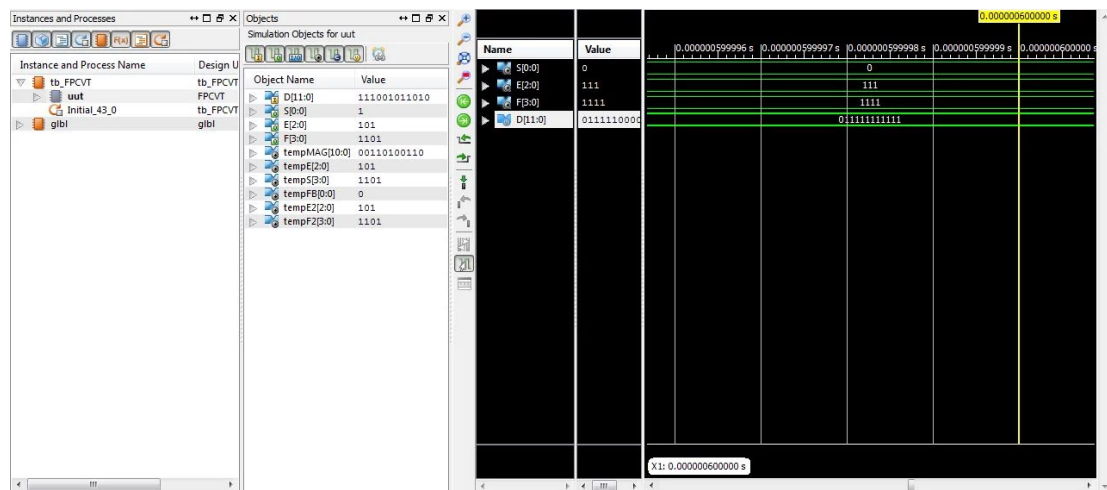 Instances and Processes
Instance and Process Name Design U
tb_FPCVT tb_FPCVT
uut FPCVT
Initial_43_0 tb_FPCVT
glbl glbl
Objects
Simulation Objects for uut
Object Name Value
D[11:0] 111001011010
S[0:0] 1
E[2:0] 101
F[3:0] 1101
tempMAG[10:0] 00110100110
tempE[2:0] 101
tempS[3:0] 1101
tempFB[0:0] 0
tempE2[2:0] 101
tempF2[3:0] 1101
0.000000600000 s
Name Value
0.000000599996 s 0.000000599997 s 0.000000599998 s 0.000000599999 s 0.000000600000 s
S[0:0] 0 0
E[2:0] 111 111
F[3:0] 1111 1111
D[11:0] 0111110000 011111111111
X1: 0.000000600000 s